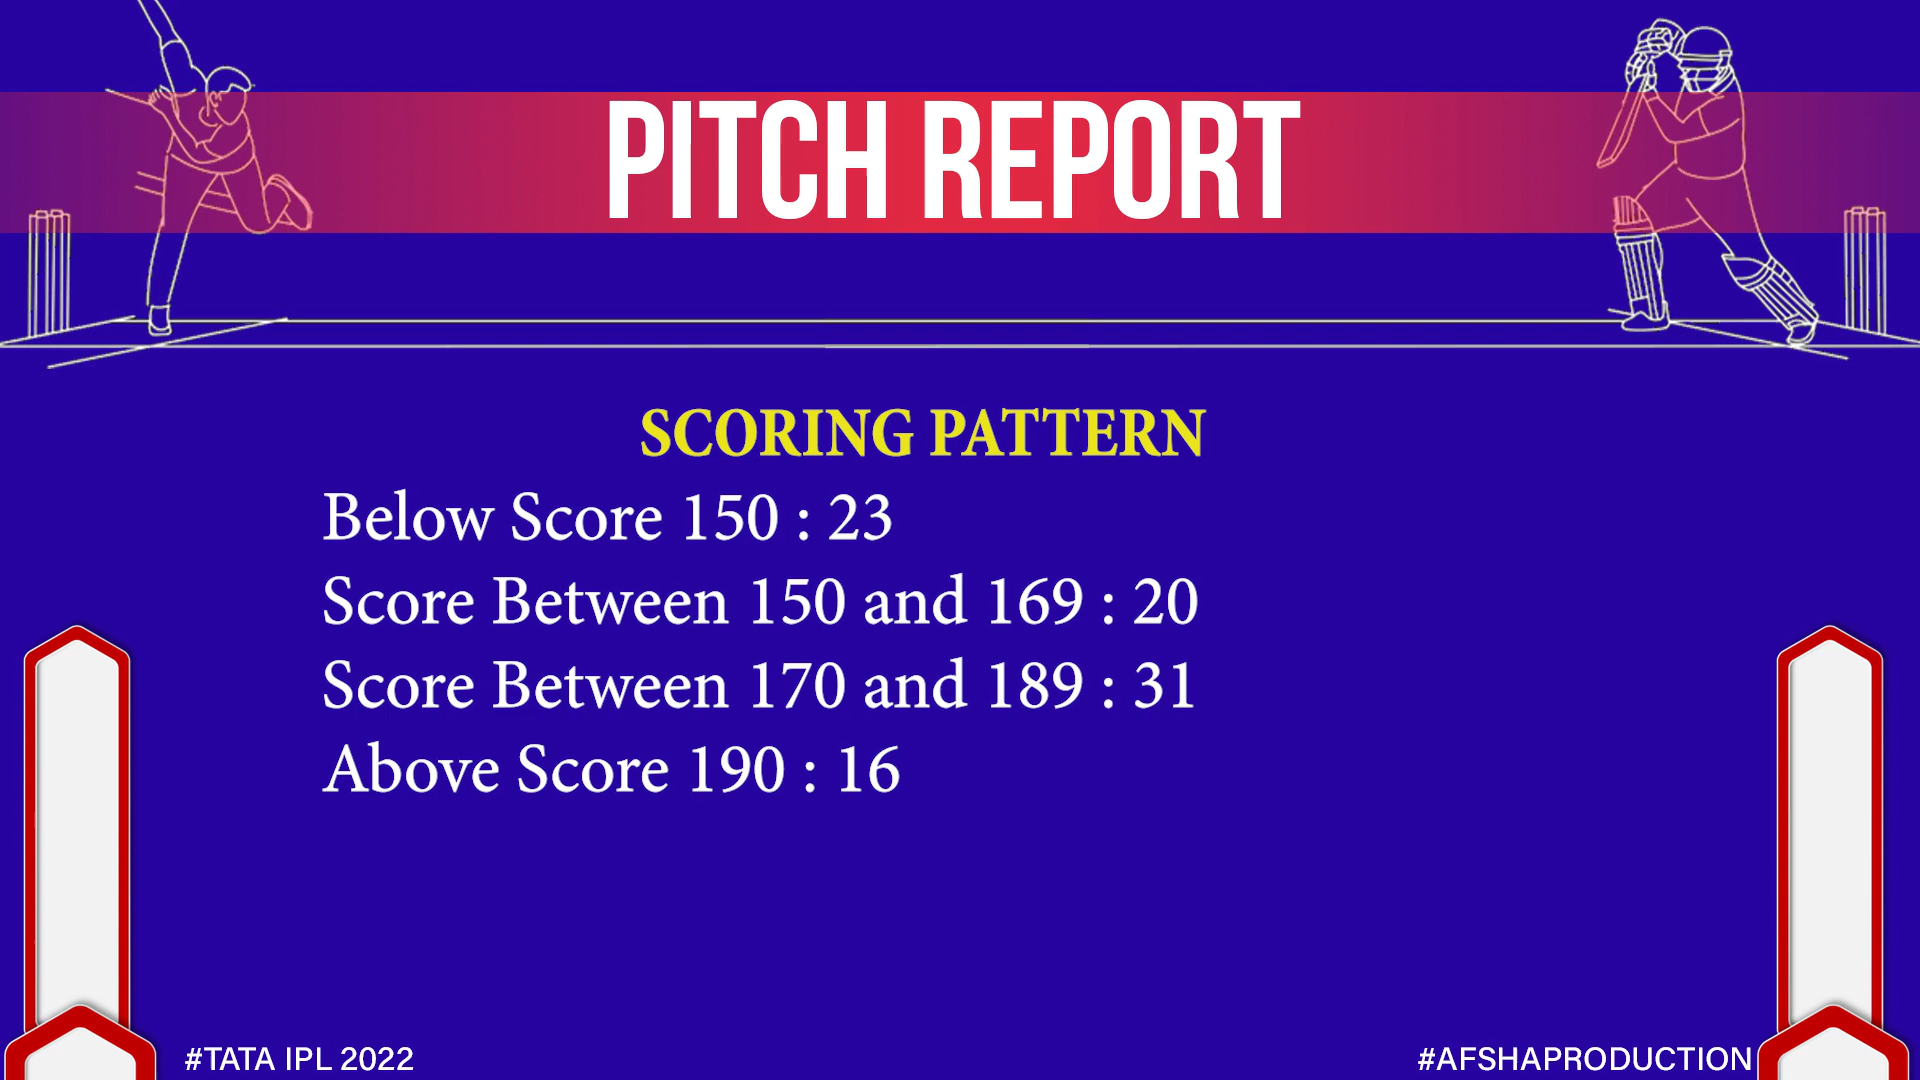 PITCH REPORT
SCORING PATTERN
Below Score 150 : 23
Score Between 150 and 169 : 20
Score Between 170 and 189 : 31
Above Score 190 : 16
#TATA IPL 2022
#AFSHAPRODUCTION